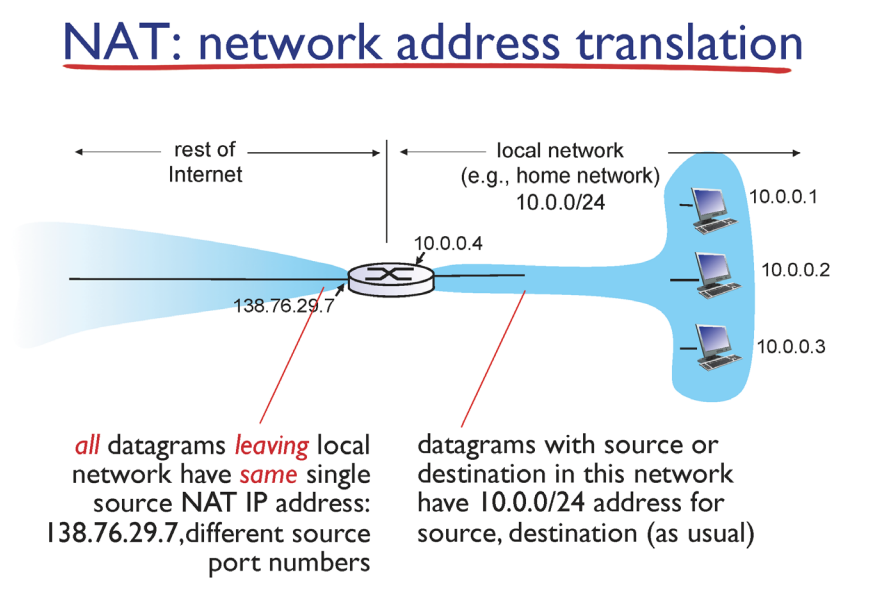 NAT: network address translation
rest of
Internet
local network
(e.g., home network)
10.0.0/24
10.0.0.1
10.0.0.4
10.0.0.2
138.76.29.7
10.0.0.3
all datagrams leaving local
network have same single
source NAT IP address:
138.76.29.7,different source
port numbers
datagrams with source or
destination in this network
have 10.0.0/24 address for
source, destination (as usual)